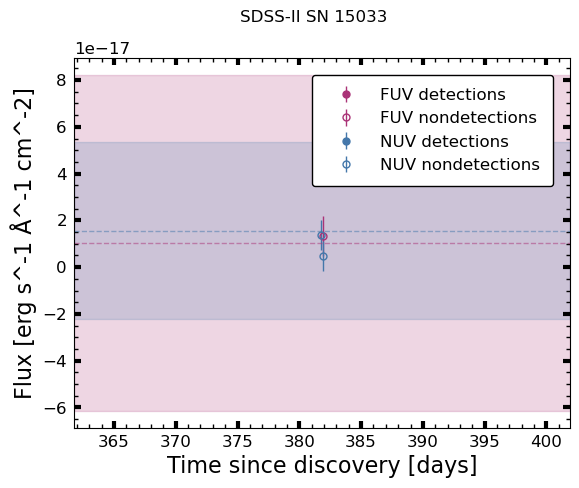 SDSS-II SN 15033
1e−17
8
6
4
2
0
−2
−4
−6
Flux [erg s^-1 Å^-1 cm^-2]
FUV detections
FUV nondetections
NUV detections
NUV nondetections
365 370 375 380 385 390 395 400
Time since discovery [days]